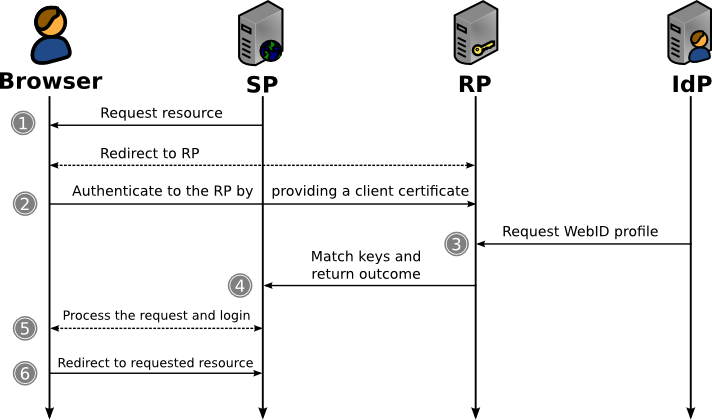 Browser
SP
RP
IdP
1
Request resource
Redirect to RP
2
Authenticate to the RP by providing a client certificate
3
Request WebID profile
4
Match keys and
return outcome
5
Process the request and login
6
Redirect to requested resource